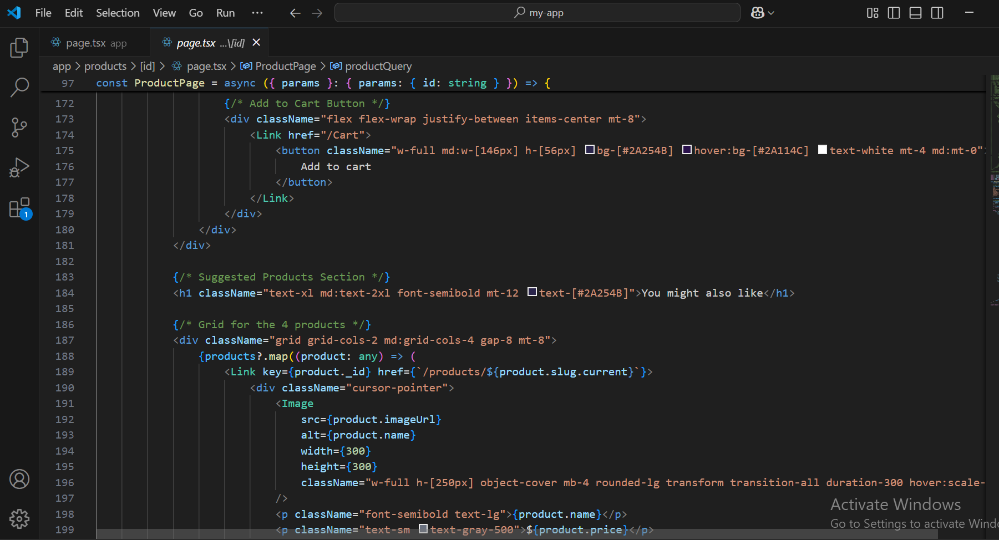 File Edit Selection View Go Run ··· my-app
page.tsx app page.tsx ...\[id]
app > products > [id] > page.tsx > ProductPage > productQuery
97 const ProductPage = async ({ params }: { params: { id: string } }) => {
172 {/* Add to Cart Button */}
173 <div className="flex flex-wrap justify-between items-center mt-8">
174 <Link href="/Cart">
175 <button className="w-full md:w-[146px] h-[56px] bg-[#2A254B] hover:bg-[#2A114C] text-white mt-4 md:mt-0">
176 Add to cart
177 </button>
178 </Link>
179 </div>
180 </div>
181 </div>
182
183 {/* Suggested Products Section */}
184 <h1 className="text-xl md:text-2xl font-semibold mt-12 text-[#2A254B]">You might also like</h1>
185
186 {/* Grid for the 4 products */}
187 <div className="grid grid-cols-2 md:grid-cols-4 gap-8 mt-8">
188 {products?.map((product: any) => (
189 <Link key={product._id} href={`/products/${product.slug.current}`}>
190 <div className="cursor-pointer">
191 <Image
192 src={product.imageUrl}
193 alt={product.name}
194 width={300}
195 height={300}
196 className="w-full h-[250px] object-cover mb-4 rounded-lg transform transition-all duration-300 hover:scale-
197 />
198 <p className="font-semibold text-lg">{product.name}</p>
199 <p className="text-sm text-gray-500">${product.price}</p>
1
Activate Windows
Go to Settings to activate Windo